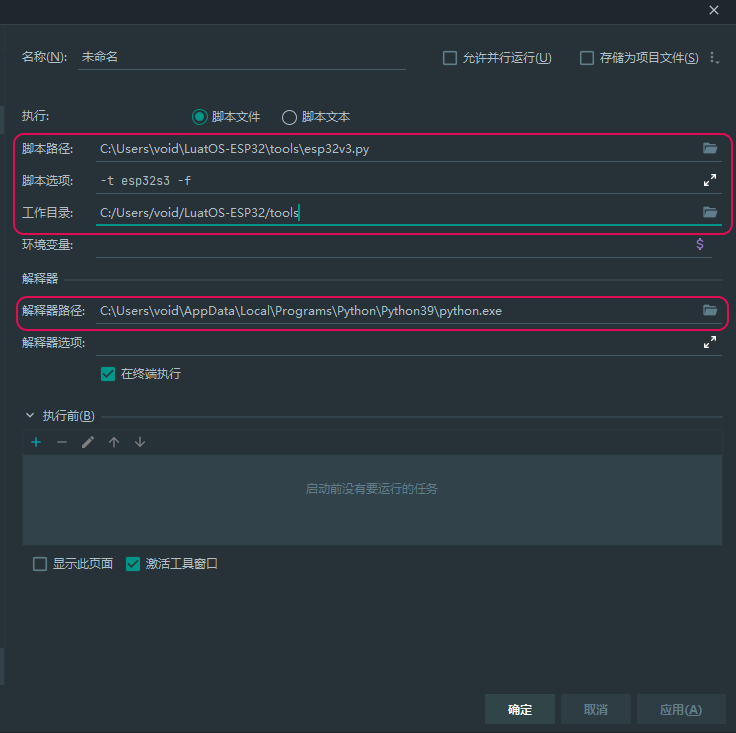 名称(N): 未命名 允许并行运行(U) 存储为项目文件(S)
执行: 脚本文件 脚本文本
脚本路径: C:\Users\void\LuatOS-ESP32\tools\esp32v3.py
脚本选项: -t esp32s3 -f
工作目录: C:/Users/void/LuatOS-ESP32/tools
环境变量: $
解释器
解释器路径: C:\Users\void\AppData\Local\Programs\Python\Python39\python.exe
解释器选项:
在终端执行
执行前(B)
启动前没有要运行的任务
显示此页面 激活工具窗口
确定 取消 应用(A)